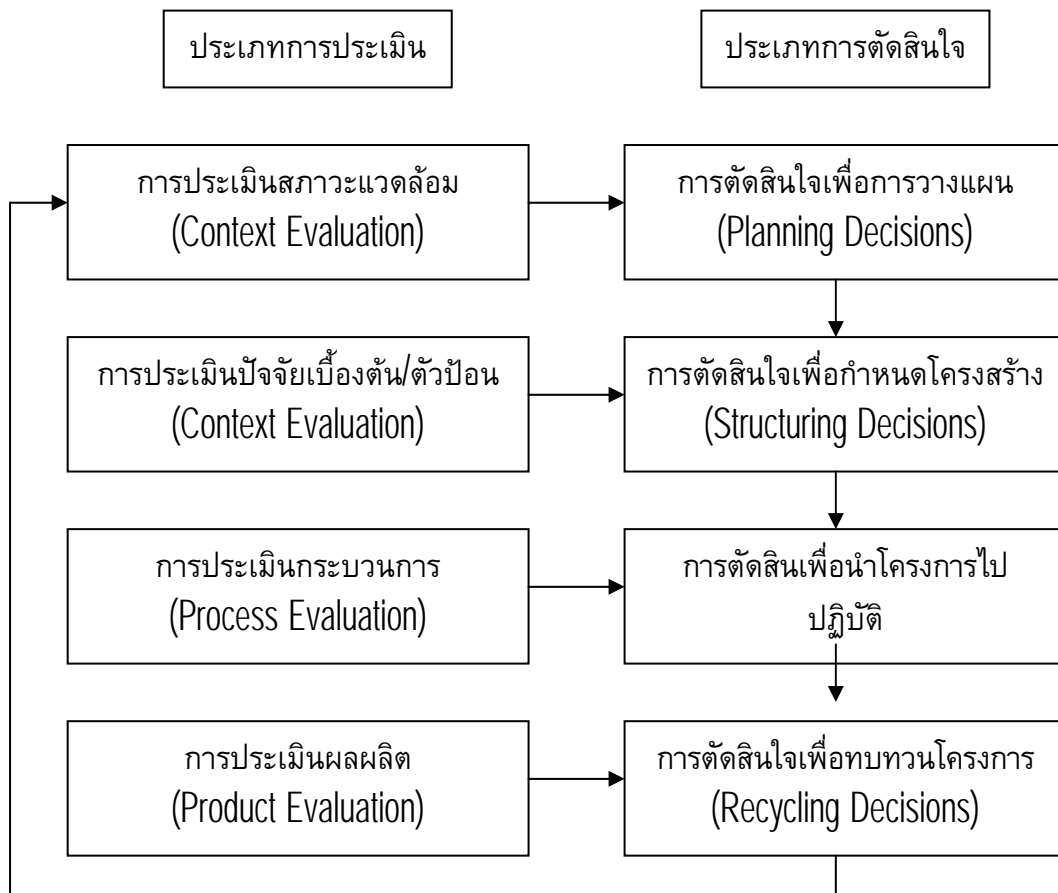 ประเภทการประเมิน
ประเภทการตัดสินใจ
การประเมินสภาวะแวดล้อม
(Context Evaluation)
การตัดสินใจเพื่อการวางแผน
(Planning Decisions)
การประเมินปัจจัยเบื้องต้น/ตัวป้อน
(Context Evaluation)
การตัดสินใจเพื่อกำหนดโครงสร้าง
(Structuring Decisions)
การประเมินกระบวนการ
(Process Evaluation)
การตัดสินเพื่อนำโครงการไป
ปฏิบัติ
การประเมินผลผลิต
(Product Evaluation)
การตัดสินใจเพื่อทบทวนโครงการ
(Recycling Decisions)